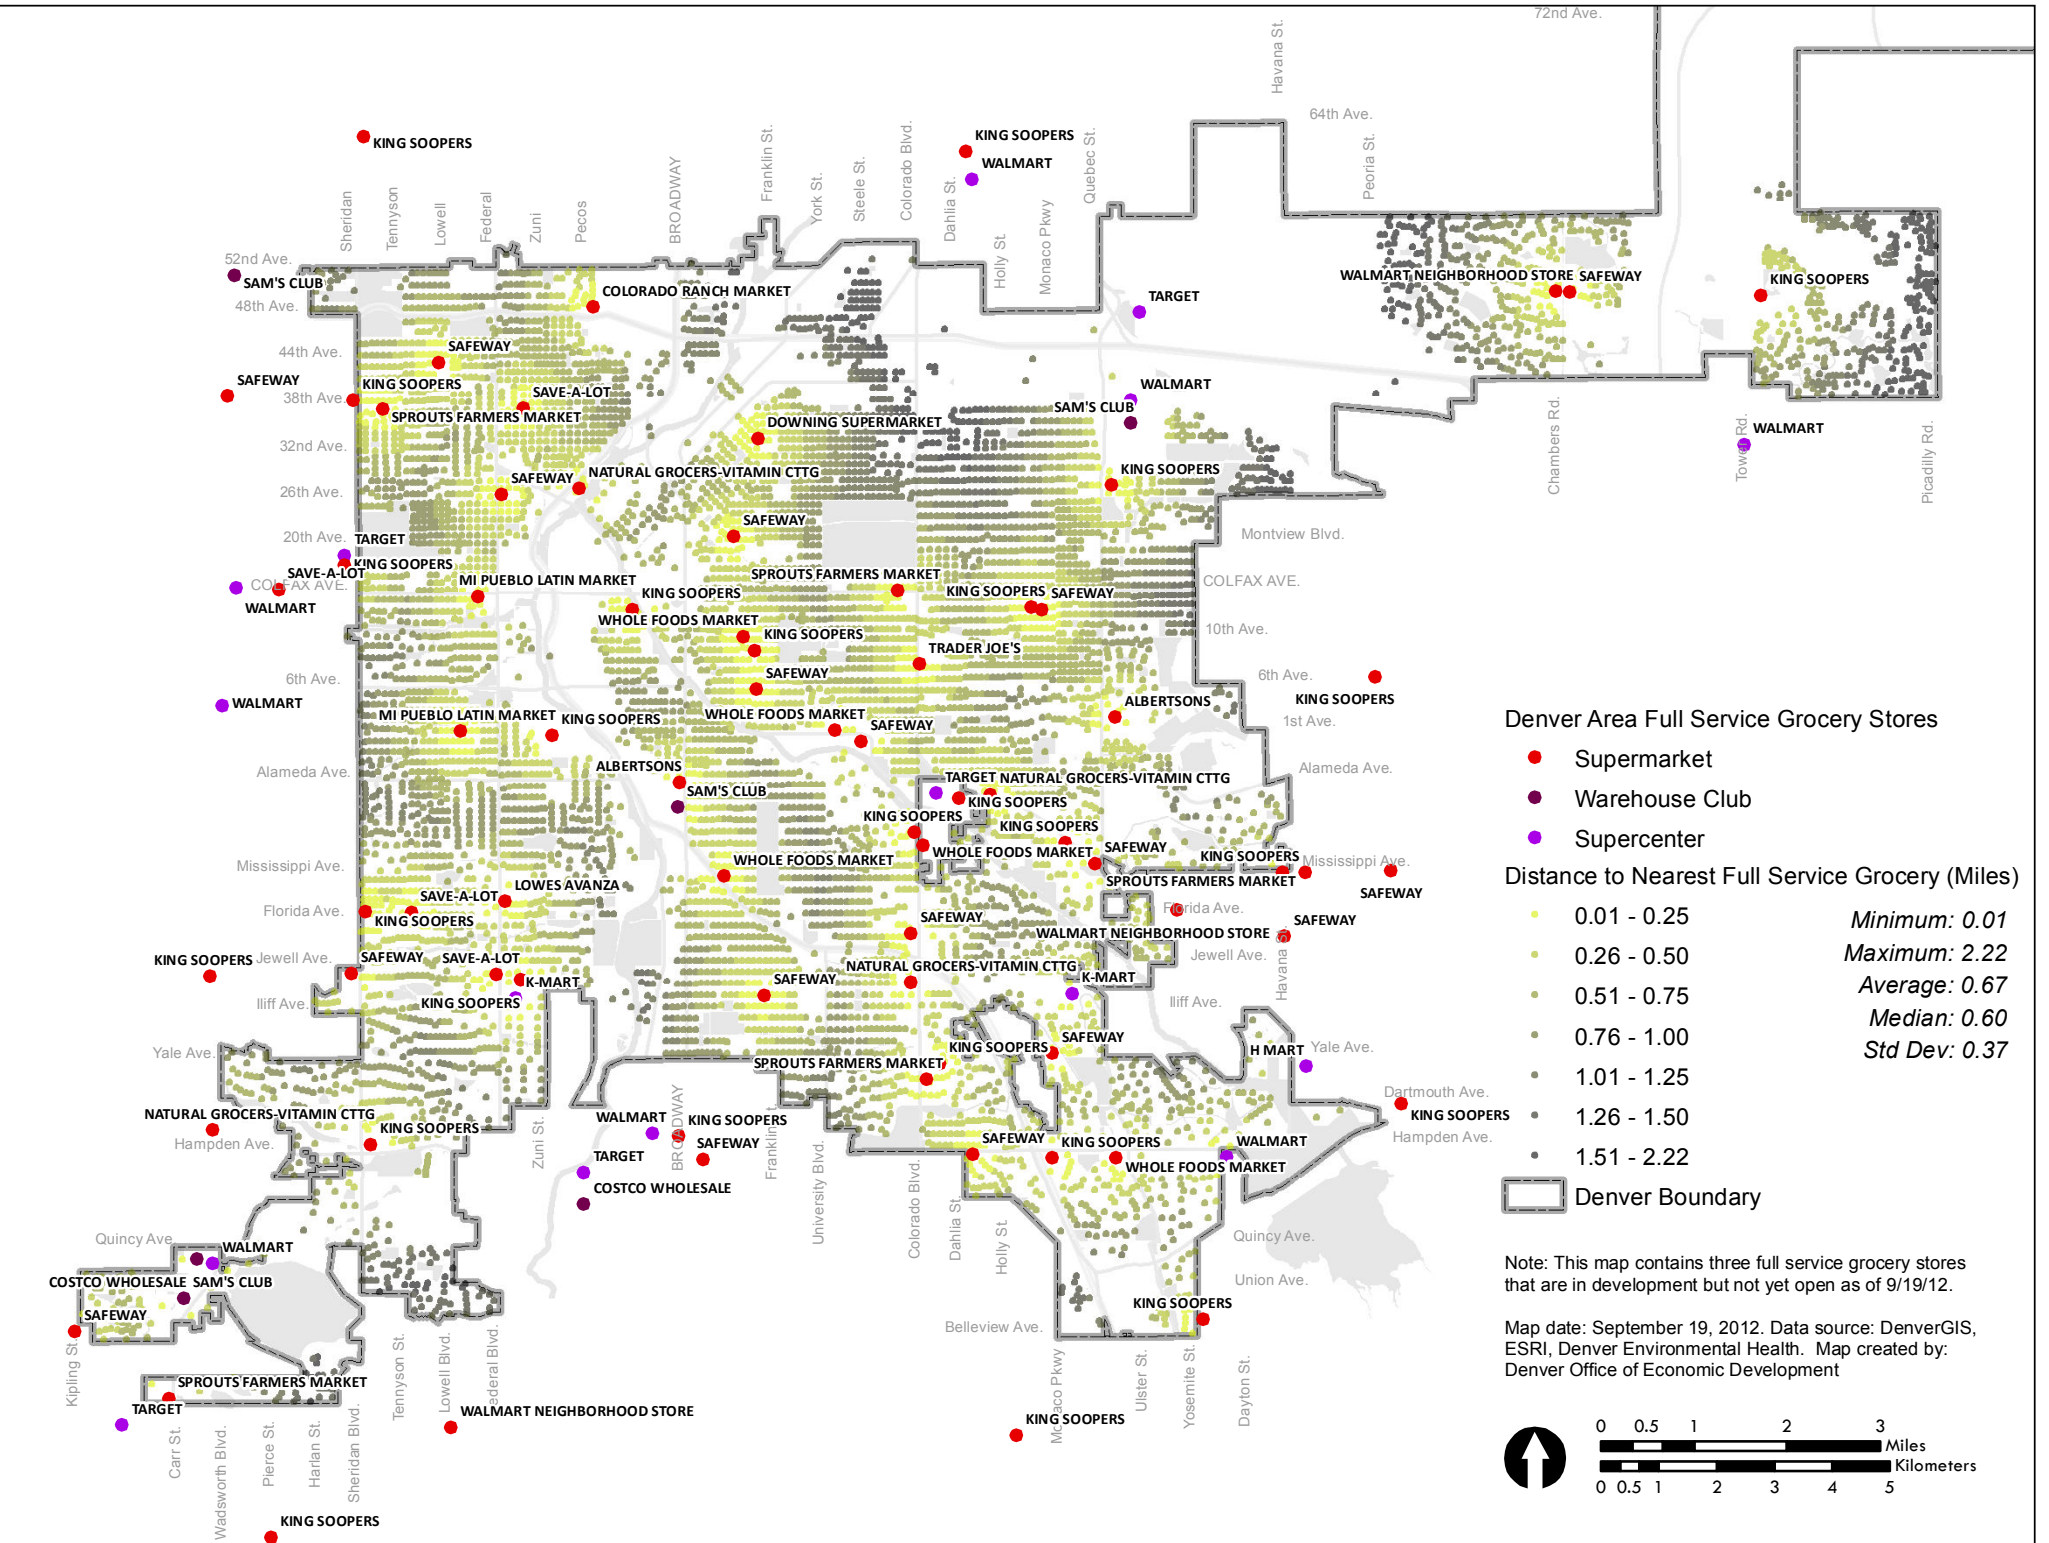 72nd Ave.
Havana St.
64th Ave.
Peoria St.
KING SOOPERS
KING SOOPERS
WALMART
Sheridan
Tennyson
Lowell
Federal
Zuni
Pecos
BROADWAY
Franklin St.
York St.
Steele St.
Colorado Blvd.
Dahlia St.
Holly St.
Monaco Pkwy
Quebec St.
52nd Ave.
SAM'S CLUB
48th Ave.
COLORADO RANCH MARKET
TARGET
WALMART NEIGHBORHOOD STORE
SAFEWAY
KING SOOPERS
44th Ave.
SAFEWAY
SAFEWAY
38th Ave.
KING SOOPERS
SPROUTS FARMERS MARKET
SAVE-A-LOT
WALMART
SAM'S CLUB
DOWNING SUPERMARKET
32nd Ave.
Chambers Rd.
Tower Rd.
WALMART
Picadilly Rd.
26th Ave.
SAFEWAY
NATURAL GROCERS-VITAMIN CTTG
KING SOOPERS
SAFEWAY
20th Ave.
TARGET
KING SOOPERS
SAVE-A-LOT
COLFAX AVE.
WALMART
Montview Blvd.
COLFAX AVE.
MI PUEBLO LATIN MARKET
KING SOOPERS
SPROUTS FARMERS MARKET
KING SOOPERS
SAFEWAY
WHOLE FOODS MARKET
KING SOOPERS
10th Ave.
TRADER JOE'S
6th Ave.
SAFEWAY
6th Ave.
KING SOOPERS
WALMART
MI PUEBLO LATIN MARKET
KING SOOPERS
WHOLE FOODS MARKET
SAFEWAY
ALBERTSONS
1st Ave.
Alameda Ave.
ALBERTSONS
SAM'S CLUB
TARGET
NATURAL GROCERS-VITAMIN CTTG
KING SOOPERS
Alameda Ave.
KING SOOPERS
KING SOOPERS
WHOLE FOODS MARKET
SAFEWAY
Mississippi Ave.
WHOLE FOODS MARKET
KING SOOPERS
Mississippi Ave.
SPROUTS FARMERS MARKET
SAFEWAY
SAVE-A-LOT
LOWES AVANZA
Florida Ave.
KING SOOPERS
SAFEWAY
Florida Ave.
SAFEWAY
WALMART NEIGHBORHOOD STORE
Havana St.
KING SOOPERS
Jewell Ave.
SAFEWAY
SAVE-A-LOT
K-MART
KING SOOPERS
Jewell Ave.
NATURAL GROCERS-VITAMIN CTTG
K-MART
SAFEWAY
Iliff Ave.
Iliff Ave.
Yale Ave.
SAFEWAY
KING SOOPERS
H MART
Yale Ave.
SPROUTS FARMERS MARKET
Dartmouth Ave.
KING SOOPERS
NATURAL GROCERS-VITAMIN CTTG
Hampden Ave.
KING SOOPERS
WALMART
BROADWAY
KING SOOPERS
SAFEWAY
Hampden Ave.
Zuni St.
TARGET
COSTCO WHOLESALE
Franklin
University Blvd.
Colorado Blvd.
Dahlia St.
Holly St.
SAFEWAY
KING SOOPERS
WHOLE FOODS MARKET
WALMART
Quincy Ave.
WALMART
COSTCO WHOLESALE
SAM'S CLUB
SAFEWAY
Quincy Ave.
Union Ave.
KING SOOPERS
Belleview Ave.
Kipling St.
SPROUTS FARMERS MARKET
TARGET
Carr St.
Wadsworth Blvd.
Pierce St.
Harlan St.
Sheridan Blvd.
Tennyson St.
Lowell Blvd.
ederal Blvd.
WALMART NEIGHBORHOOD STORE
KING SOOPERS
KING SOOPERS
Monaco Pkwy
Ulster St.
Yosemite St.
Dayton St.
Denver Area Full Service Grocery Stores
Supermarket
Warehouse Club
Supercenter
Distance to Nearest Full Service Grocery (Miles)
0.01 - 0.25
0.26 - 0.50
0.51 - 0.75
0.76 - 1.00
1.01 - 1.25
1.26 - 1.50
1.51 - 2.22
Minimum: 0.01
Maximum: 2.22
Average: 0.67
Median: 0.60
Std Dev: 0.37
Denver Boundary
Note: This map contains three full service grocery stores
that are in development but not yet open as of 9/19/12.
Map date: September 19, 2012. Data source: DenverGIS,
ESRI, Denver Environmental Health. Map created by:
Denver Office of Economic Development
0 0.5 1 2 3
Miles
Kilometers
0 0.5 1 2 3 4 5